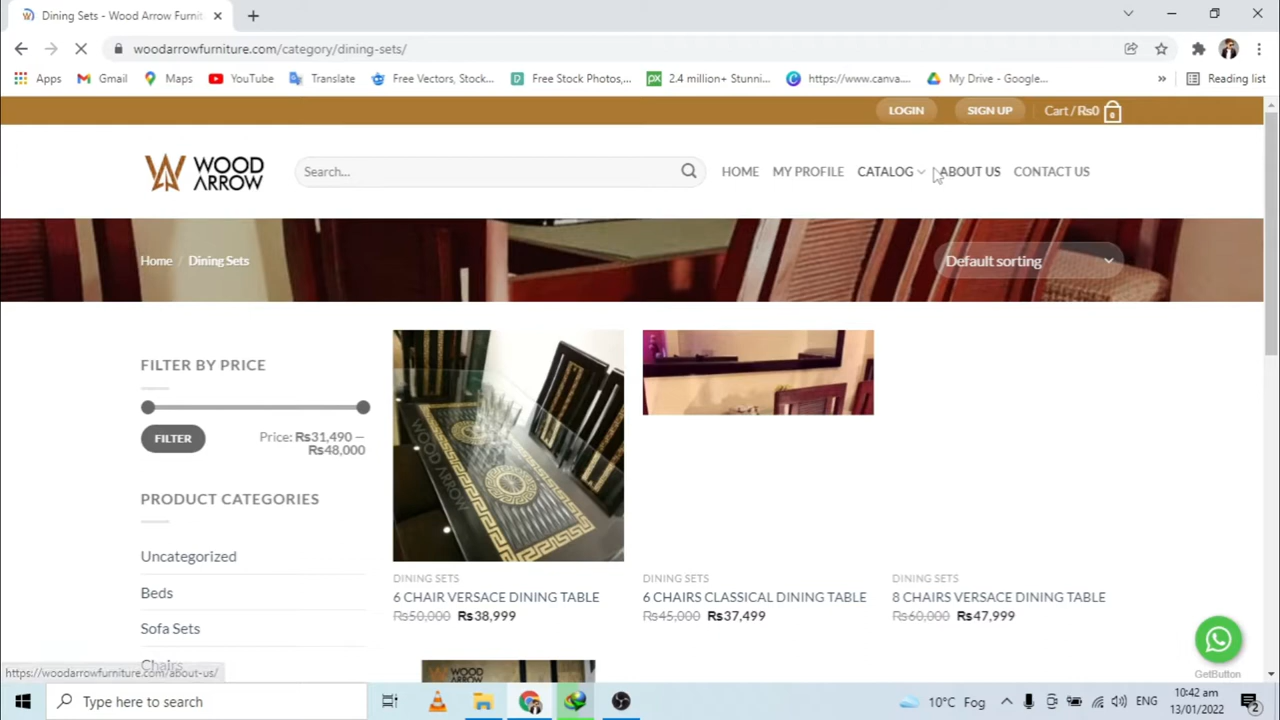 Dining Sets - Wood Arrow Furnit
woodarrowfurniture.com/category/dining-sets/
Apps
Gmail
Maps
YouTube
Translate
Free Vectors, Stock...
Free Stock Photos,...
2.4 million+ Stunni...
https://www.canva....
My Drive - Google...
Reading list
LOGIN
SIGN UP
Cart / Rs0
0
WOOD
ARROW
Search...
HOME
MY PROFILE
CATALOG
ABOUT US
CONTACT US
Home / Dining Sets
Default sorting
FILTER BY PRICE
FILTER
Price: Rs31,490 —
Rs48,000
PRODUCT CATEGORIES
Uncategorized
Beds
Sofa Sets
Chairs
WOOD ARROW
DINING SETS
6 CHAIR VERSACE DINING TABLE
Rs50,000 Rs38,999
DINING SETS
6 CHAIRS CLASSICAL DINING TABLE
Rs45,000 Rs37,499
DINING SETS
8 CHAIRS VERSACE DINING TABLE
Rs60,000 Rs47,999
WOOD
ARROW
GetButton
https://woodarrowfurniture.com/about-us/
Type here to search
10°C Fog
ENG
10:42 am
13/01/2022
2